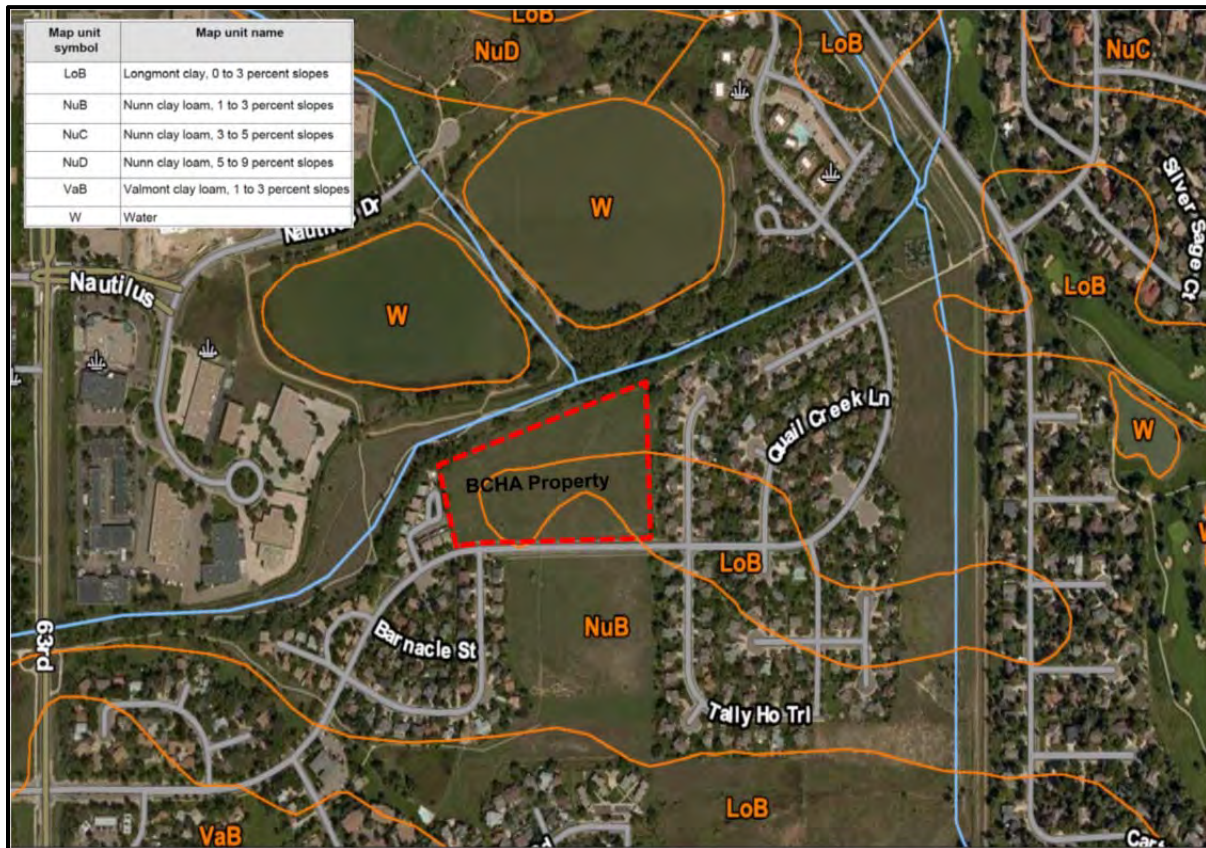 Map unit symbol Map unit name
LoB Longmont clay, 0 to 3 percent slopes
NuB Nunn clay loam, 1 to 3 percent slopes
NuC Nunn clay loam, 3 to 5 percent slopes
NuD Nunn clay loam, 5 to 9 percent slopes
VaB Valmont clay loam, 1 to 3 percent slopes
W Water
LoB
NuD
LoB
NuC
W
Dr
Silver Sage Ct
Nautilus
W
LoB
Quail Creek Ln
W
BCHA Property
LoB
NuB
Barnacle St
63rd
Tally Ho Trl
LoB
VaB